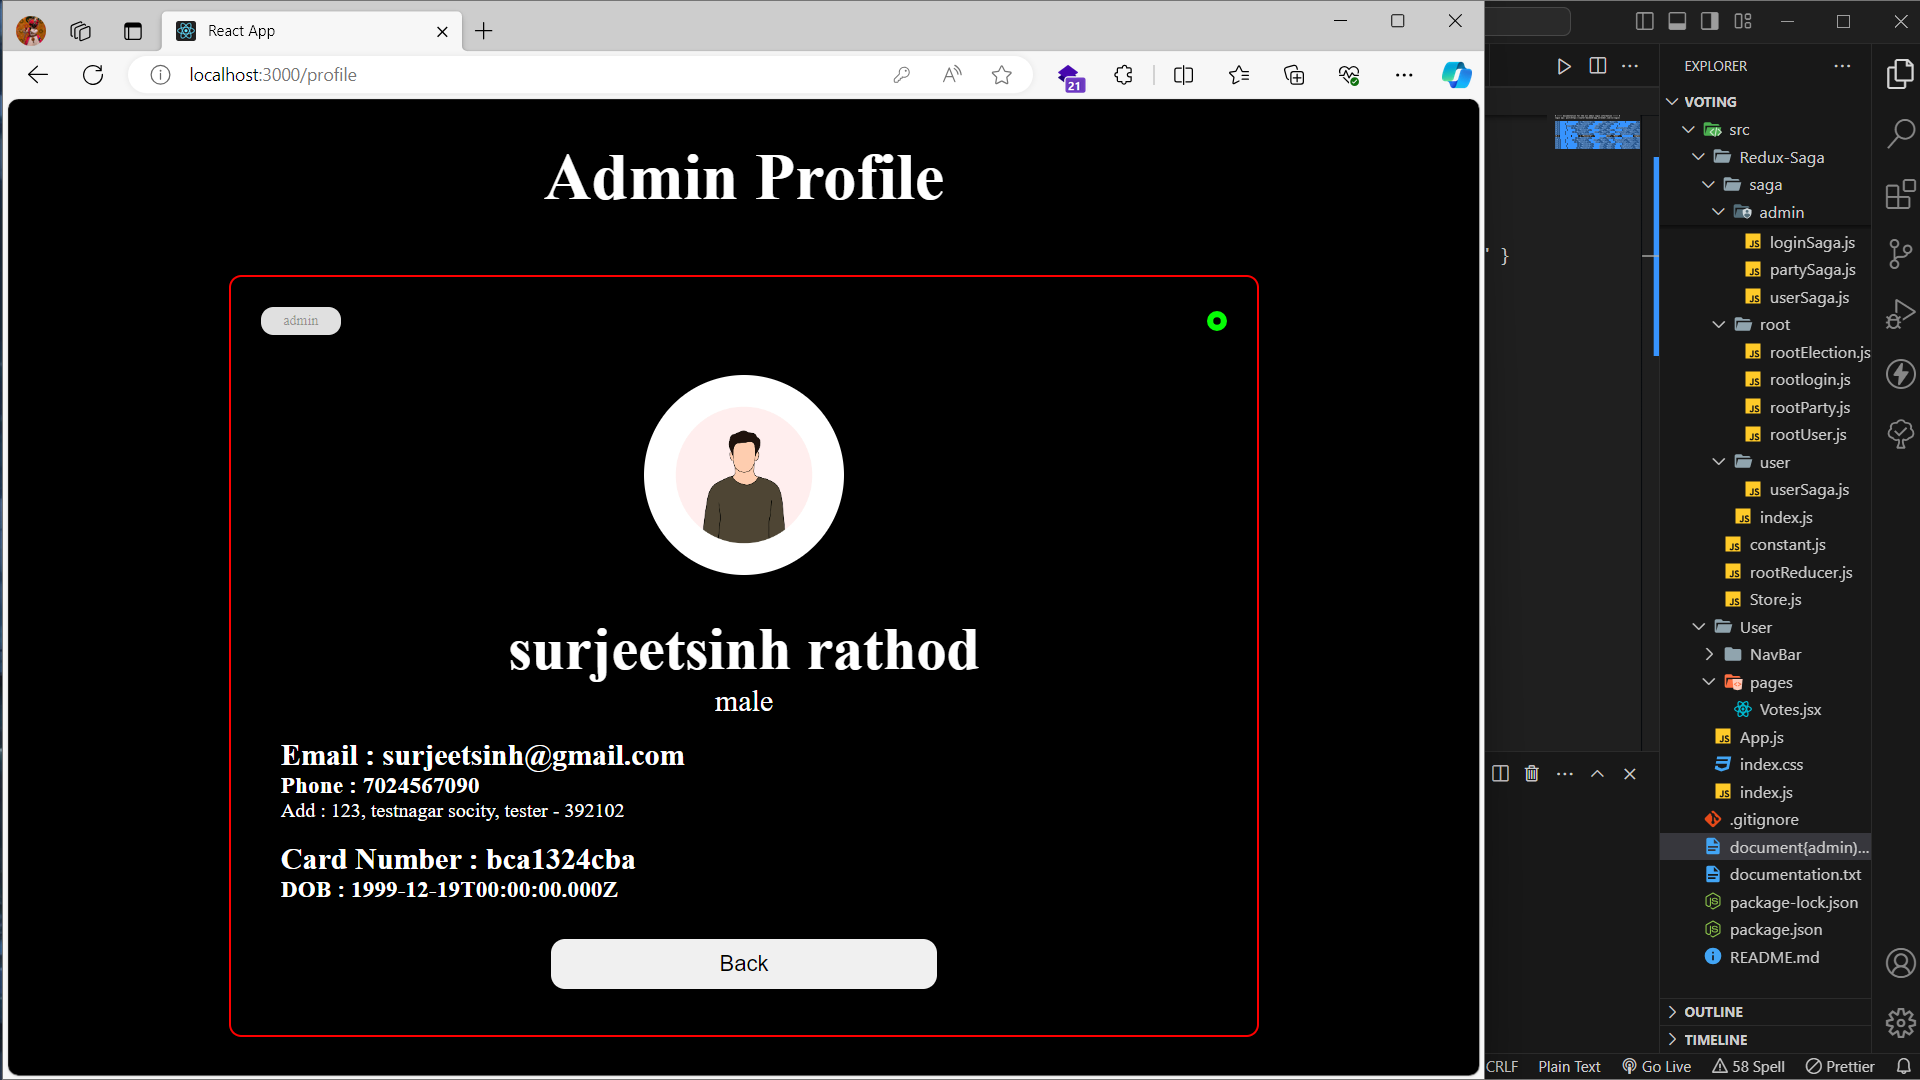 React App
localhost:3000/profile
21
Admin Profile
admin
surjeetsinh rathod
male
Email : surjeetsinh@gmail.com
Phone : 7024567090
Add : 123, testnagar socity, tester - 392102
Card Number : bca1324cba
DOB : 1999-12-19T00:00:00.000Z
Back
' }
EXPLORER
VOTING
src
Redux-Saga
saga
admin
loginSaga.js
partySaga.js
userSaga.js
root
rootElection.js
rootlogin.js
rootParty.js
rootUser.js
user
userSaga.js
index.js
constant.js
rootReducer.js
Store.js
User
NavBar
pages
Votes.jsx
App.js
index.css
index.js
.gitignore
document{admin}...
documentation.txt
package-lock.json
package.json
README.md
OUTLINE
TIMELINE
CRLF Plain Text Go Live 58 Spell Prettier